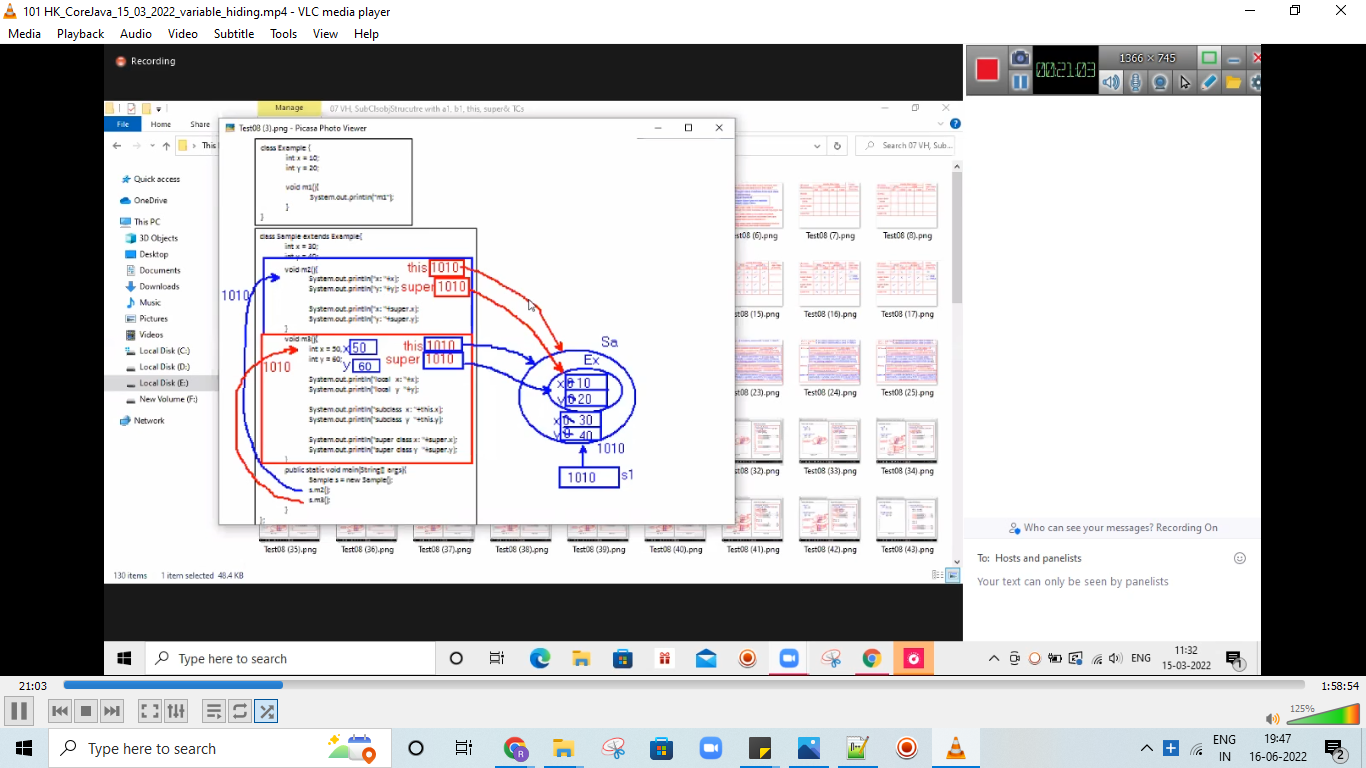 101 HK_CoreJava_15_03_2022_variable_hiding.mp4 - VLC media player
Media Playback Audio Video Subtitle Tools View Help
Recording
1366 × 745
00:21:03
Manage
07 VH, SubClsobjStrucutre with a1. b1, this, super& TCs
File Home Share
This
Search 07 VH, Sub...
Test08 (3).png - Picasa Photo Viewer
Quick access
OneDrive
This PC
3D Objects
Desktop
Documents
Downloads
Music
Pictures
Videos
Local Disk (C:)
Local Disk (D:)
Local Disk (E:)
New Volume (F:)
Network
class Example {
int x = 10;
int y = 20;
void m1(){
System.out.println("m1");
}
}
class Sample extends Example{
int x = 30;
int y = 40;
void m2(){
System.out.println("x: "+x);
System.out.println("y: "+y);
System.out.println("x: "+super.x);
System.out.println("y: "+super.y);
}
this 1010
super 1010
1010
void m3(){
int x = 50; x 50
int y = 60; y 60
this 1010
super 1010
1010
System.out.println("local x: "+x);
System.out.println("local y "+y);
System.out.println("subclass x: "+this.x);
System.out.println("subclass y "+this.y);
System.out.println("super class x: "+super.x);
System.out.println("super class y "+super.y);
}
public static void main(String[] args){
Sample s = new Sample();
s.m2();
s.m3();
}
};
Sa
Ex
x 0 10
y 0 20
x 0 30
y 0 40
1010
1010 s1
st08 (6).png Test08 (7).png Test08 (8).png
st08 (15).png Test08 (16).png Test08 (17).png
st08 (23).png Test08 (24).png Test08 (25).png
st08 (32).png Test08 (33).png Test08 (34).png
Test08 (35).png Test08 (36).png Test08 (37).png Test08 (38).png Test08 (39).png Test08 (40).png Test08 (41).png Test08 (42).png Test08 (43).png
130 items 1 item selected 48.4 KB
Who can see your messages? Recording On
To: Hosts and panelists
Your text can only be seen by panelists
Type here to search
ENG
11:32
15-03-2022
1
21:03
1:58:54
125%
Type here to search
R
ENG
IN
19:47
16-06-2022
2